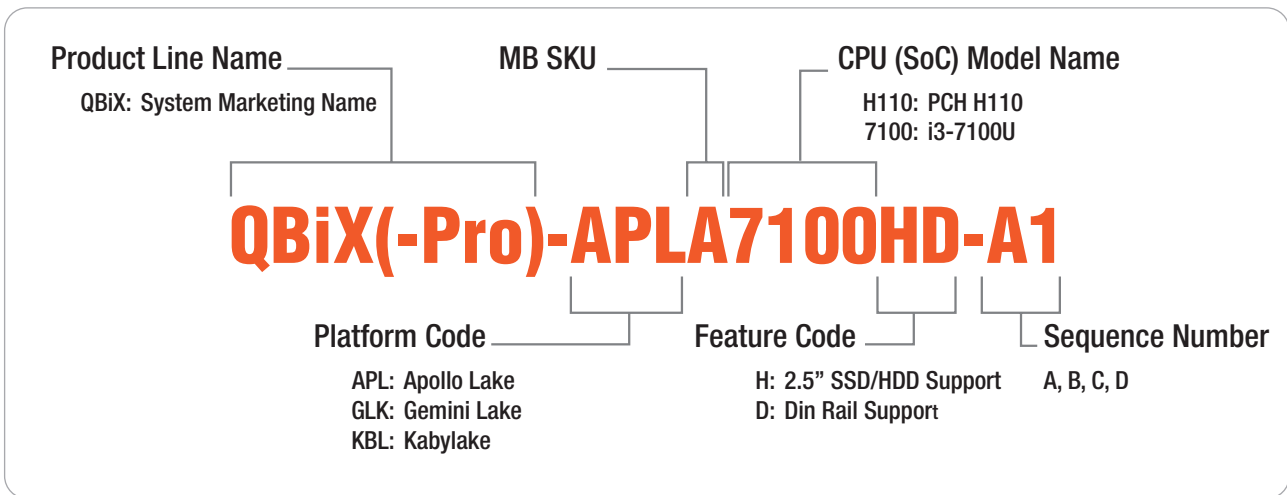 Product Line Name
QBiX: System Marketing Name
MB SKU
CPU (SoC) Model Name
H110: PCH H110
7100: i3-7100U
QBiX(-Pro)-APLA7100HD-A1
Platform Code
APL: Apollo Lake
GLK: Gemini Lake
KBL: Kabylake
Feature Code
H: 2.5” SSD/HDD Support
D: Din Rail Support
Sequence Number
A, B, C, D